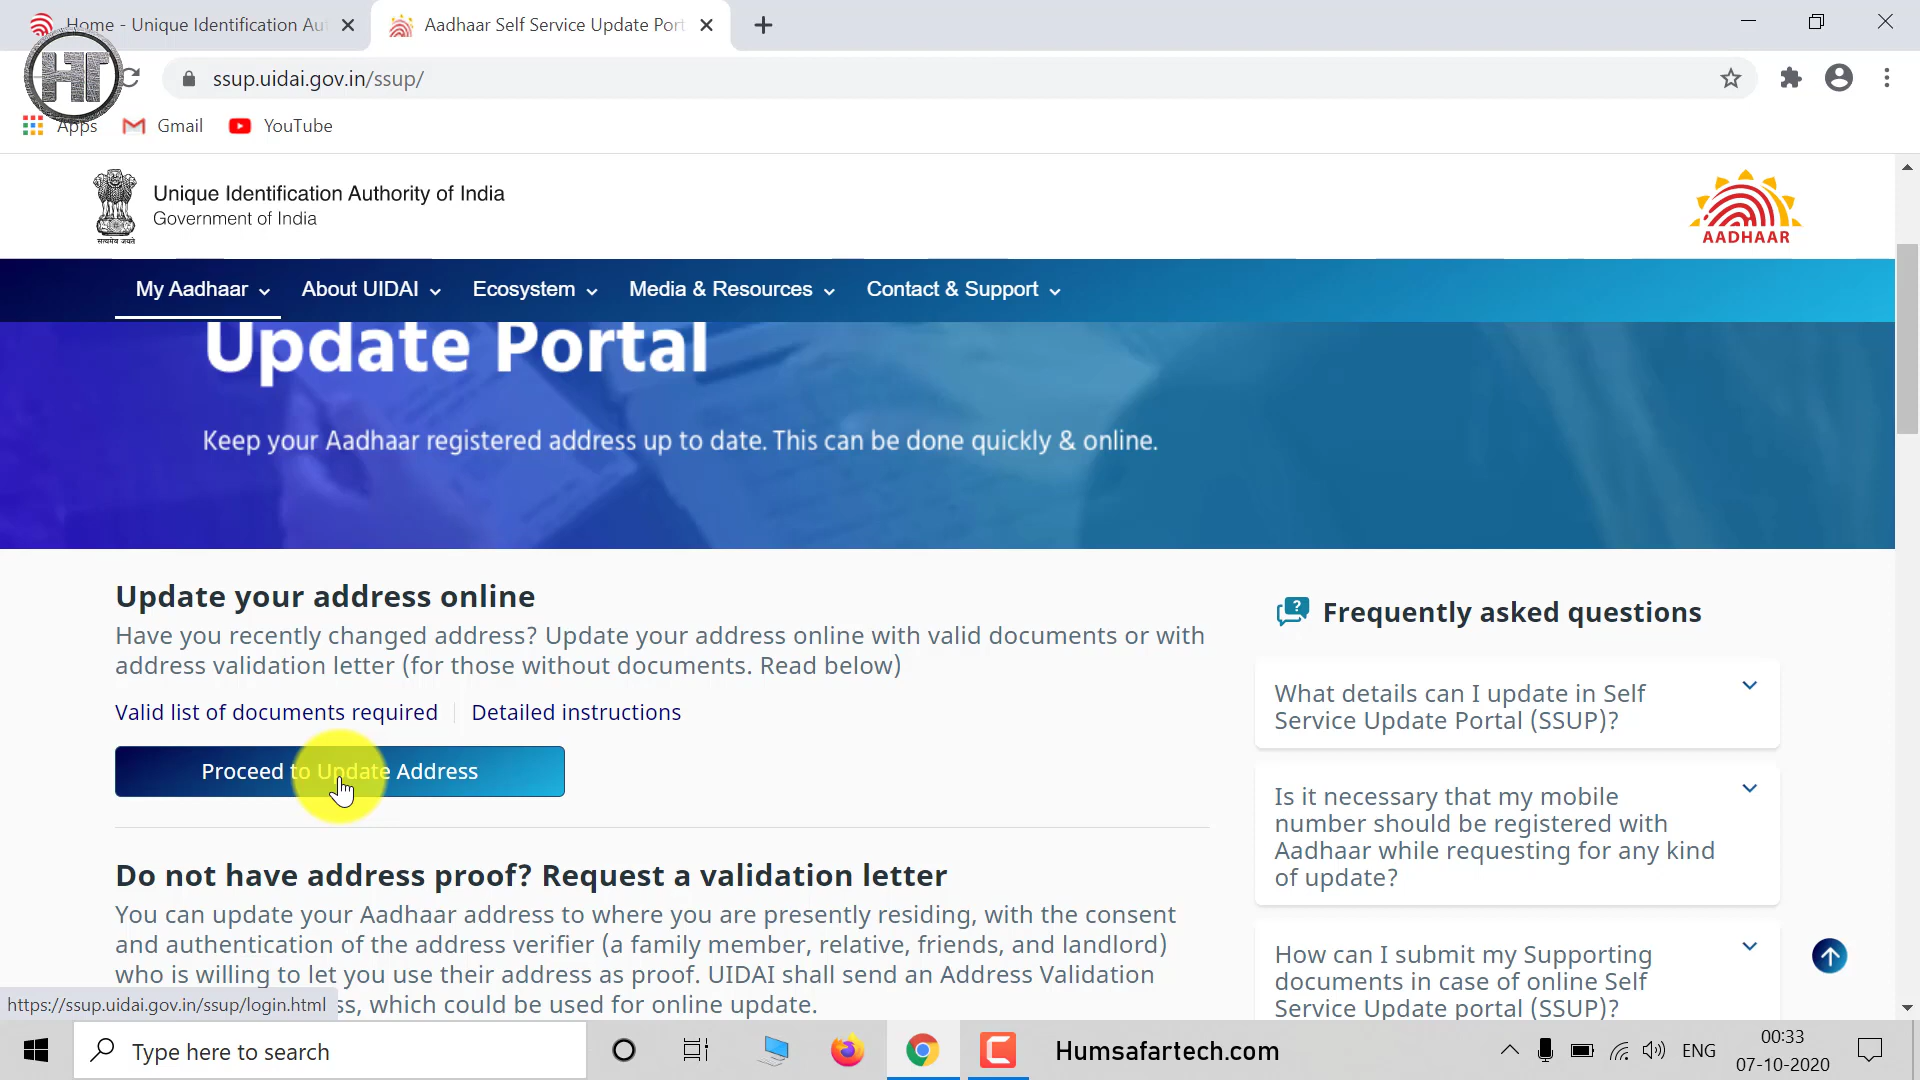 Home - Unique Identification Au
Aadhaar Self Service Update Port
HT
ssup.uidai.gov.in/ssup/
Apps
Gmail
YouTube
सत्यमेव जयते
Unique Identification Authority of India
Government of India
AADHAAR
My Aadhaar
About UIDAI
Ecosystem
Media & Resources
Contact & Support
Update Portal
Keep your Aadhaar registered address up to date. This can be done quickly & online.
Update your address online
Have you recently changed address? Update your address online with valid documents or with
address validation letter (for those without documents. Read below)
Valid list of documents required
Detailed instructions
Proceed to Update Address
Do not have address proof? Request a validation letter
You can update your Aadhaar address to where you are presently residing, with the consent
and authentication of the address verifier (a family member, relative, friends, and landlord)
who is willing to let you use their address as proof. UIDAI shall send an Address Validation
ss, which could be used for online update.
Frequently asked questions
What details can I update in Self
Service Update Portal (SSUP)?
Is it necessary that my mobile
number should be registered with
Aadhaar while requesting for any kind
of update?
How can I submit my Supporting
documents in case of online Self
Service Update portal (SSUP)?
https://ssup.uidai.gov.in/ssup/login.html
Type here to search
Humsafartech.com
ENG
00:33
07-10-2020